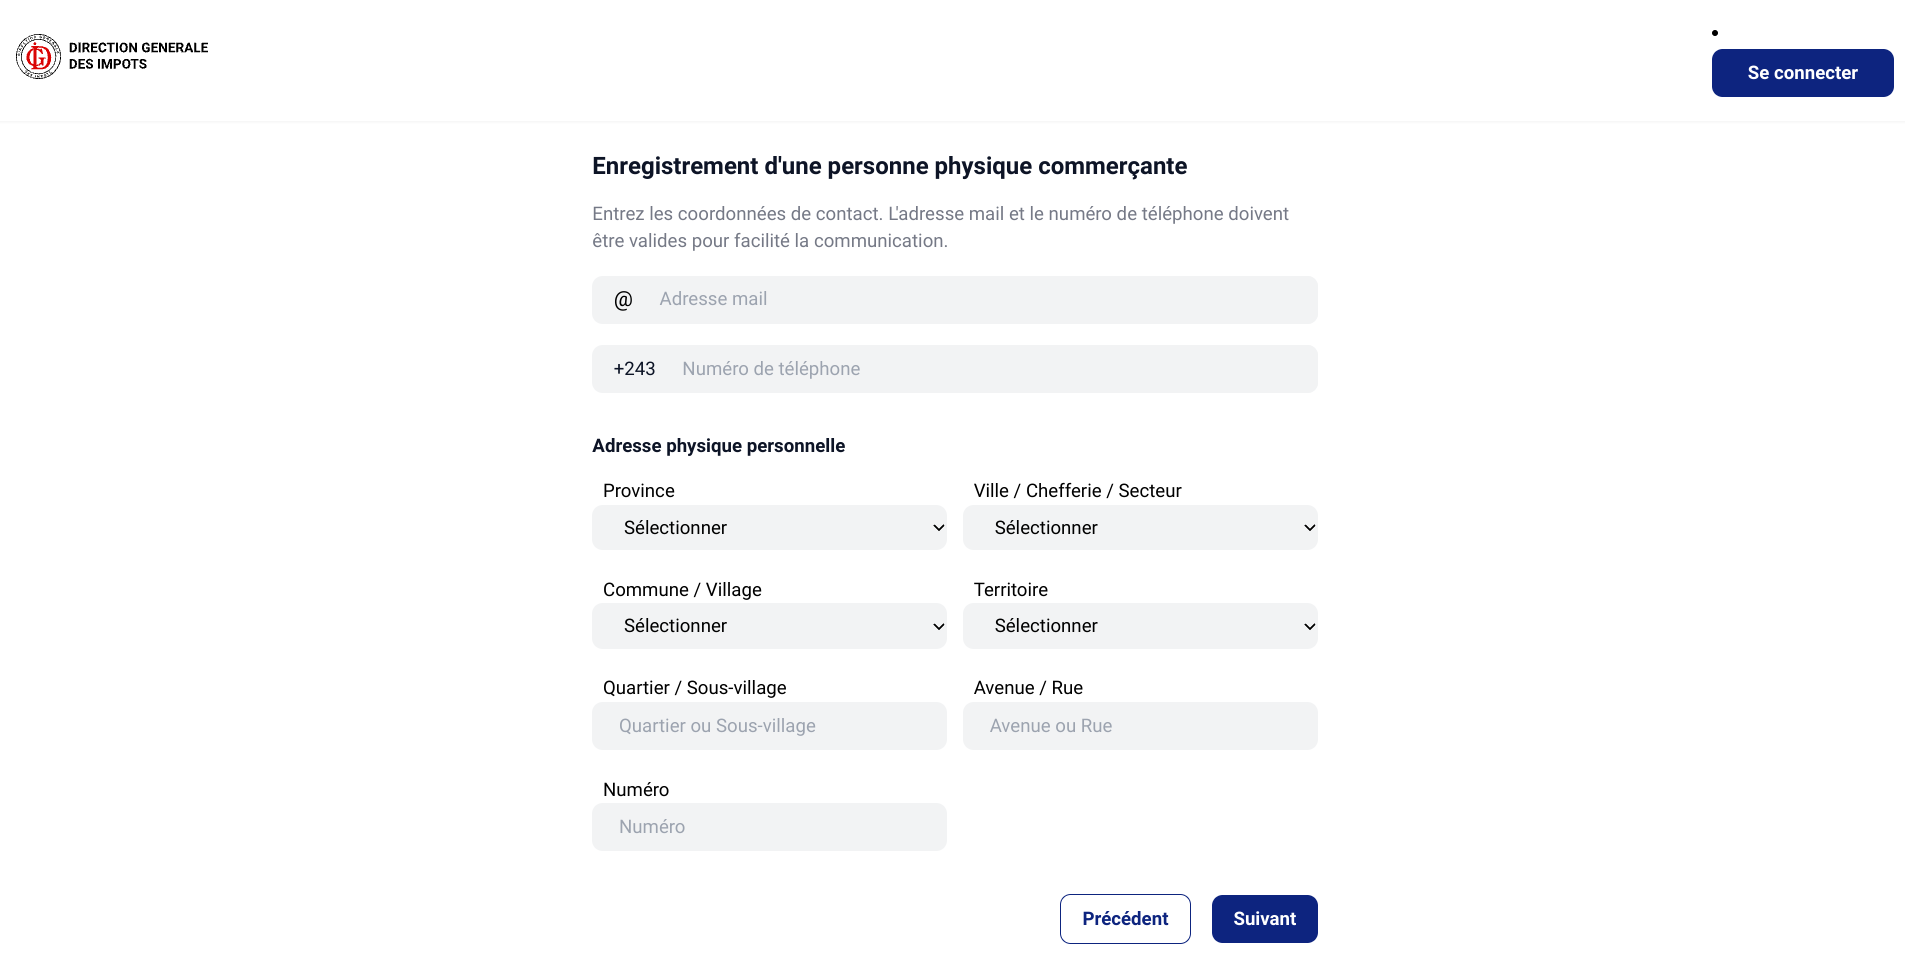 DIRECTION GENERALE
DES IMPOTS
Se connecter
Enregistrement d'une personne physique commerçante
Entrez les coordonnées de contact. L'adresse mail et le numéro de téléphone doivent
être valides pour facilité la communication.
@ Adresse mail
+243 Numéro de téléphone
Adresse physique personnelle
Province
Sélectionner
Ville / Chefferie / Secteur
Sélectionner
Commune / Village
Sélectionner
Territoire
Sélectionner
Quartier / Sous-village
Quartier ou Sous-village
Avenue / Rue
Avenue ou Rue
Numéro
Numéro
Précédent
Suivant